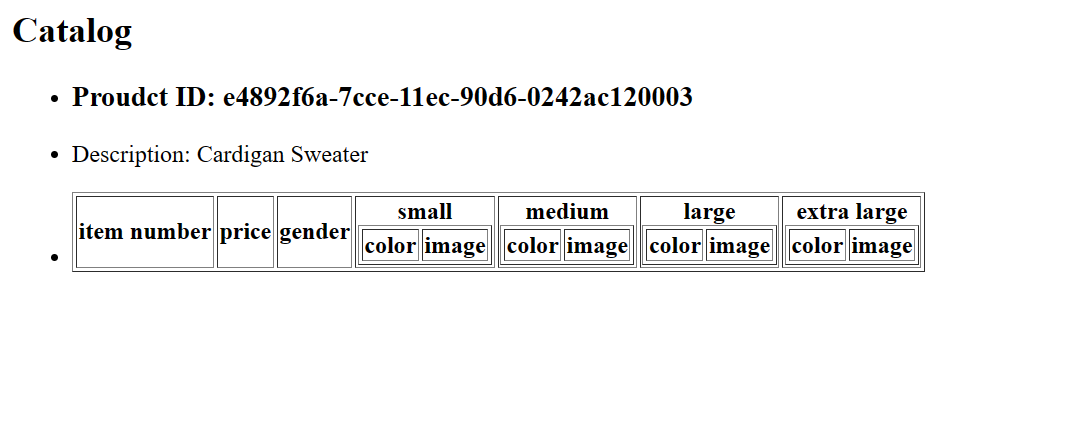 Catalog
Proudct ID: e4892f6a-7cce-11ec-90d6-0242ac120003
Description: Cardigan Sweater
item number price gender small medium large extra large
color image color image color image color image